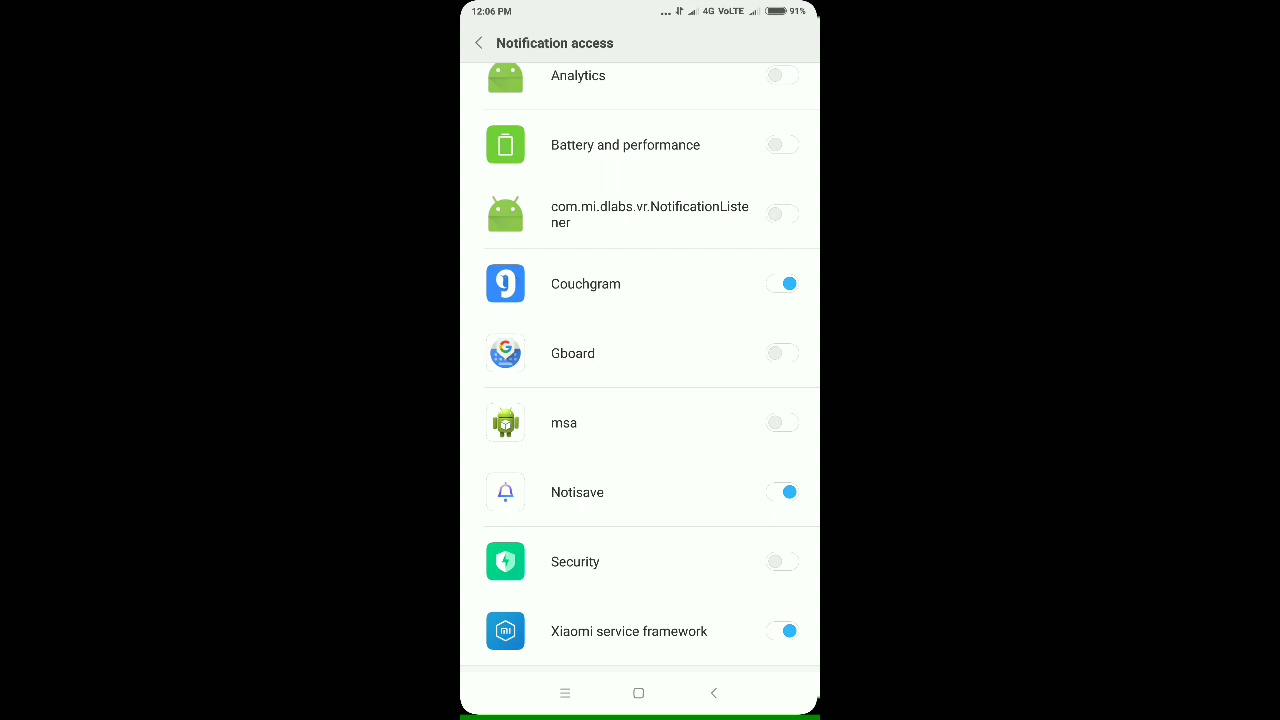 12:06 PM ... 4G VoLTE 91%
Notification access
Analytics
Battery and performance
com.mi.dlabs.vr.NotificationListe
ner
Couchgram
Gboard
msa
Notisave
Security
Xiaomi service framework